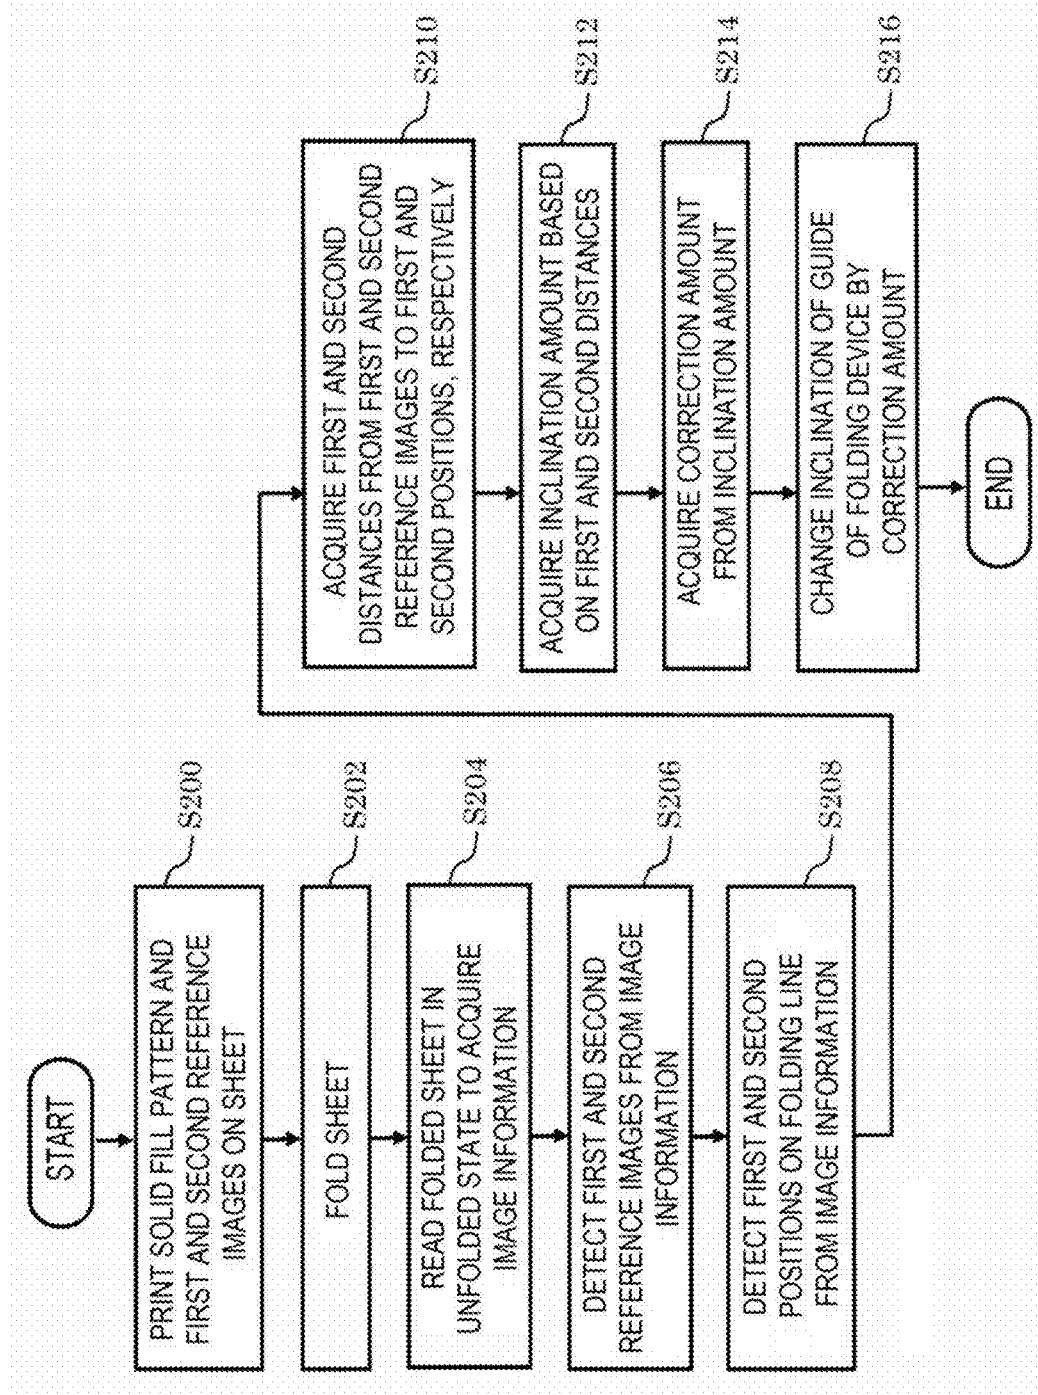 START
PRINT SOLID FILL PATTERN AND
FIRST AND SECOND REFERENCE
IMAGES ON SHEET
S200
FOLD SHEET
S202
READ FOLDED SHEET IN
UNFOLDED STATE TO ACQUIRE
IMAGE INFORMATION
S204
DETECT FIRST AND SECOND
REFERENCE IMAGES FROM IMAGE
INFORMATION
S206
DETECT FIRST AND SECOND
POSITIONS ON FOLDING LINE
FROM IMAGE INFORMATION
S208
ACQUIRE FIRST AND SECOND
DISTANCES FROM FIRST AND SECOND
REFERENCE IMAGES TO FIRST AND
SECOND POSITIONS, RESPECTIVELY
S210
ACQUIRE INCLINATION AMOUNT BASED
ON FIRST AND SECOND DISTANCES
S212
ACQUIRE CORRECTION AMOUNT
FROM INCLINATION AMOUNT
S214
CHANGE INCLINATION OF GUIDE
OF FOLDING DEVICE BY
CORRECTION AMOUNT
S216
END